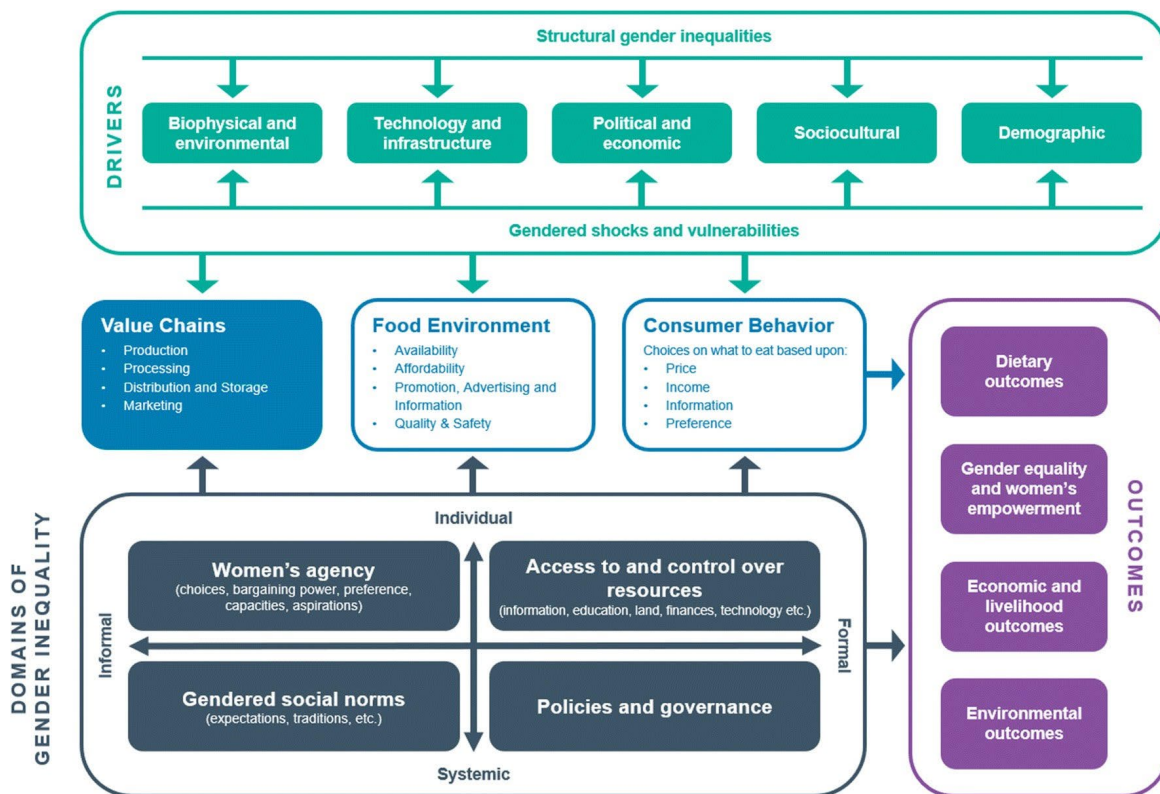 Structural gender inequalities
DRIVERS
Biophysical and
environmental
Technology and
infrastructure
Political and
economic
Sociocultural
Demographic
Gendered shocks and vulnerabilities
Value Chains
• Production
• Processing
• Distribution and Storage
• Marketing
Food Environment
• Availability
• Affordability
• Promotion, Advertising and
Information
• Quality & Safety
Consumer Behavior
Choices on what to eat based upon:
• Price
• Income
• Information
• Preference
DOMAINS OF
GENDER INEQUALITY
Individual
Informal
Women's agency
(choices, bargaining power, preference,
capacities, aspirations)
Access to and control over
resources
(information, education, land, finances, technology etc.)
Formal
Gendered social norms
(expectations, traditions, etc.)
Policies and governance
Systemic
OUTCOMES
Dietary
outcomes
Gender equality
and women's
empowerment
Economic and
livelihood
outcomes
Environmental
outcomes